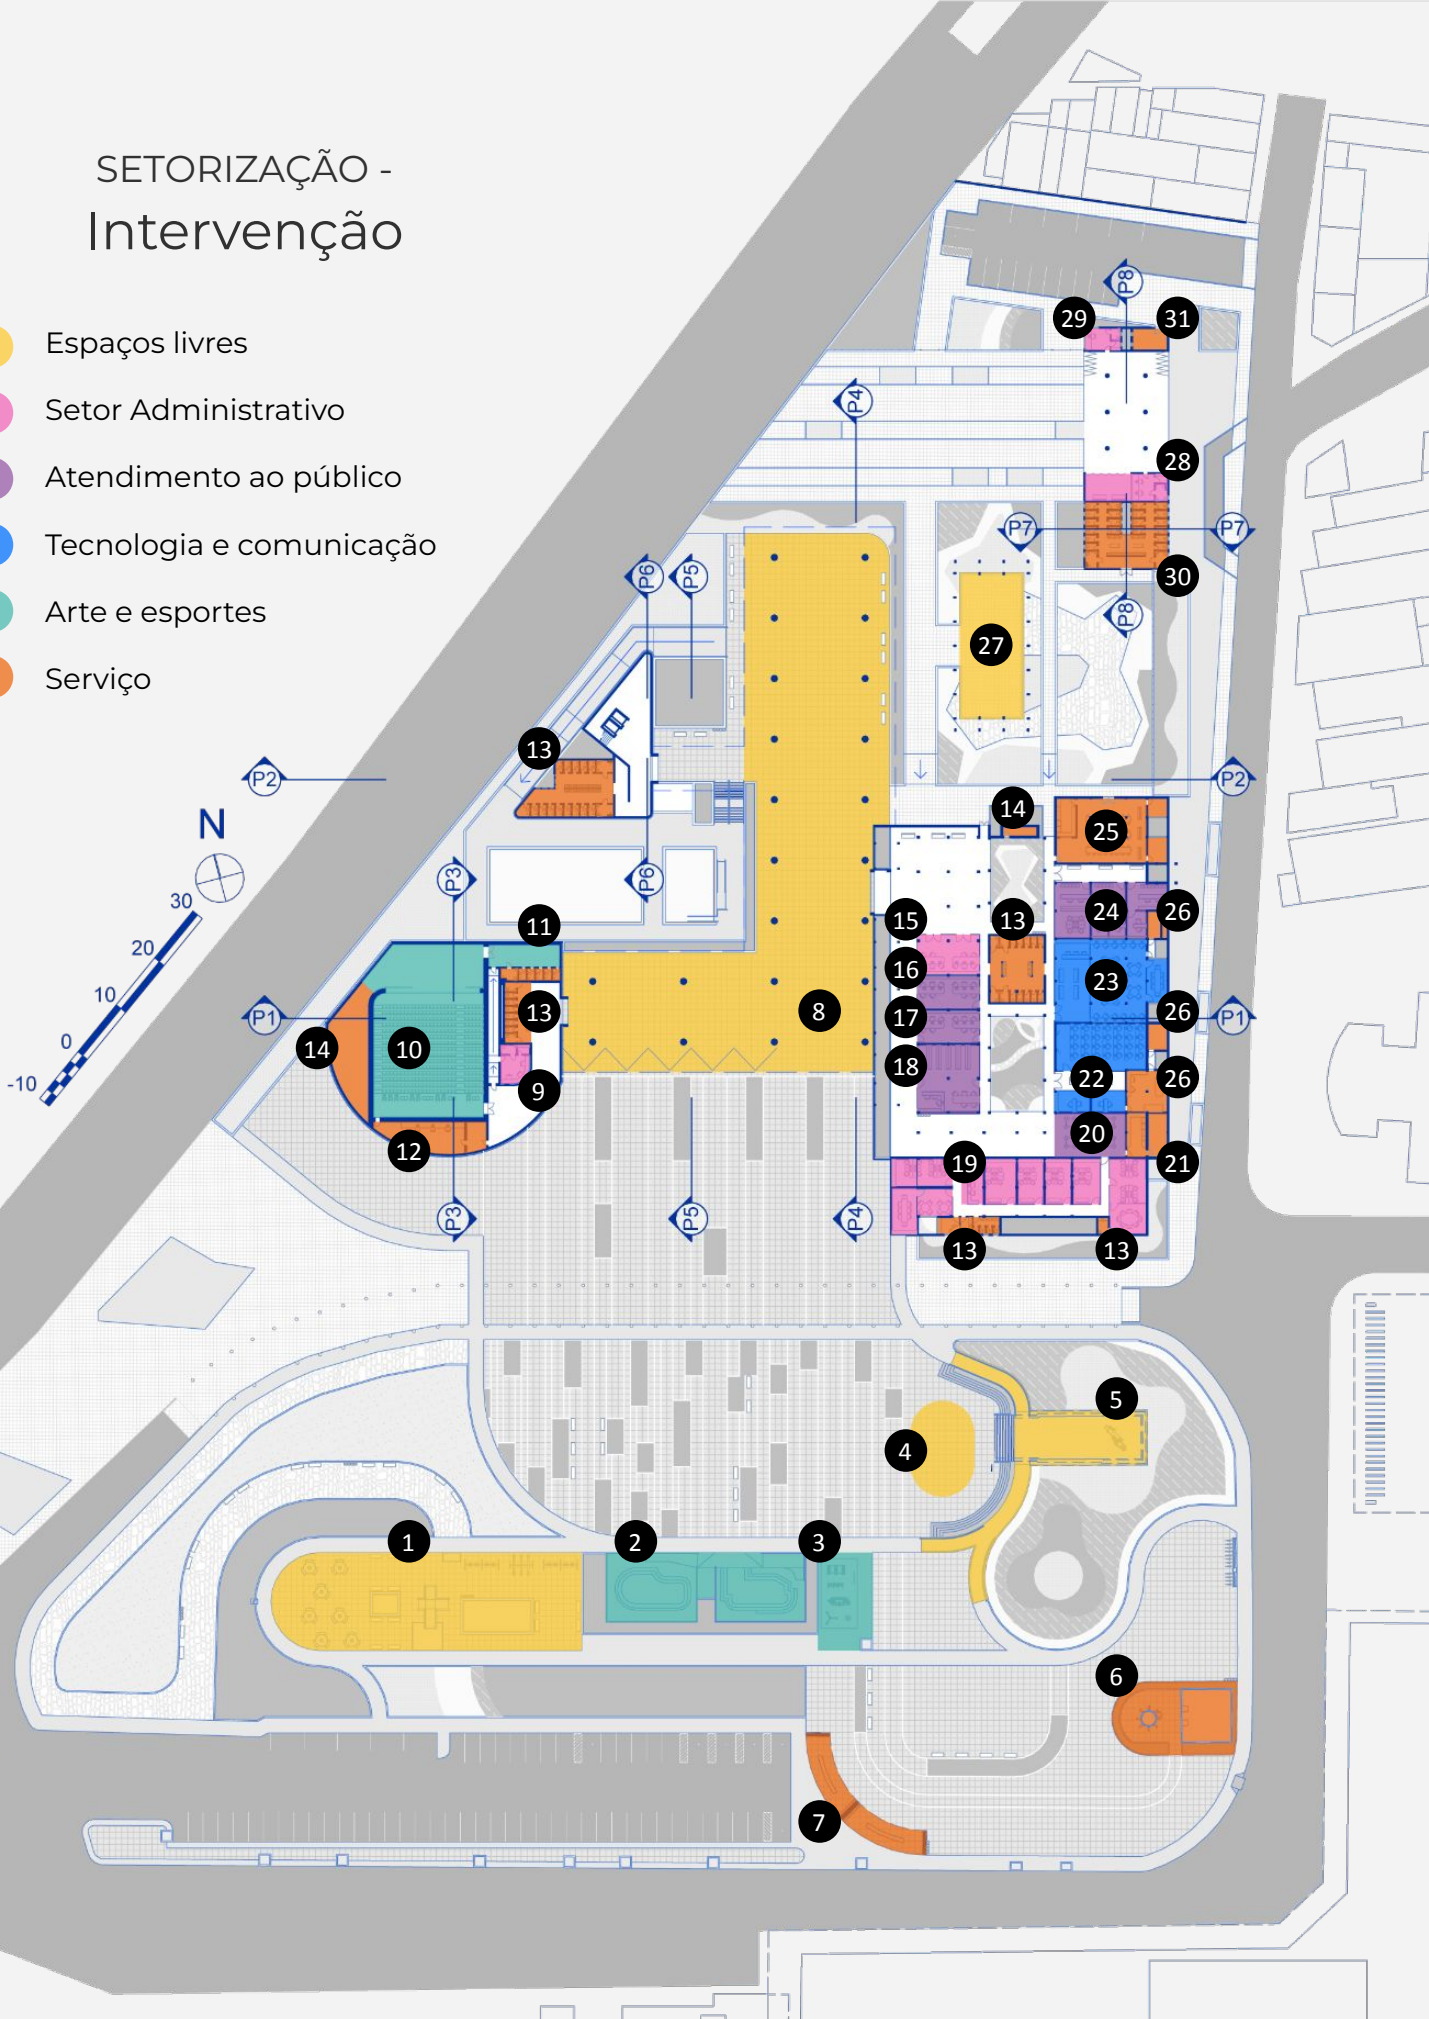 SETORIZAÇÃO -
Intervenção
Espaços livres
Setor Administrativo
Atendimento ao público
Tecnologia e comunicação
Arte e esportes
Serviço
P8
29
31
P4
28
P7
P7
P6
P5
30
P8
27
13
P2
P2
N
14
25
30
P3
P6
24
26
15
13
11
20
16
23
10
17
26
P1
13
8
P1
0
14
10
18
22
26
-10
9
20
12
19
21
P3
P5
P4
13
13
5
4
1
2
3
6
7